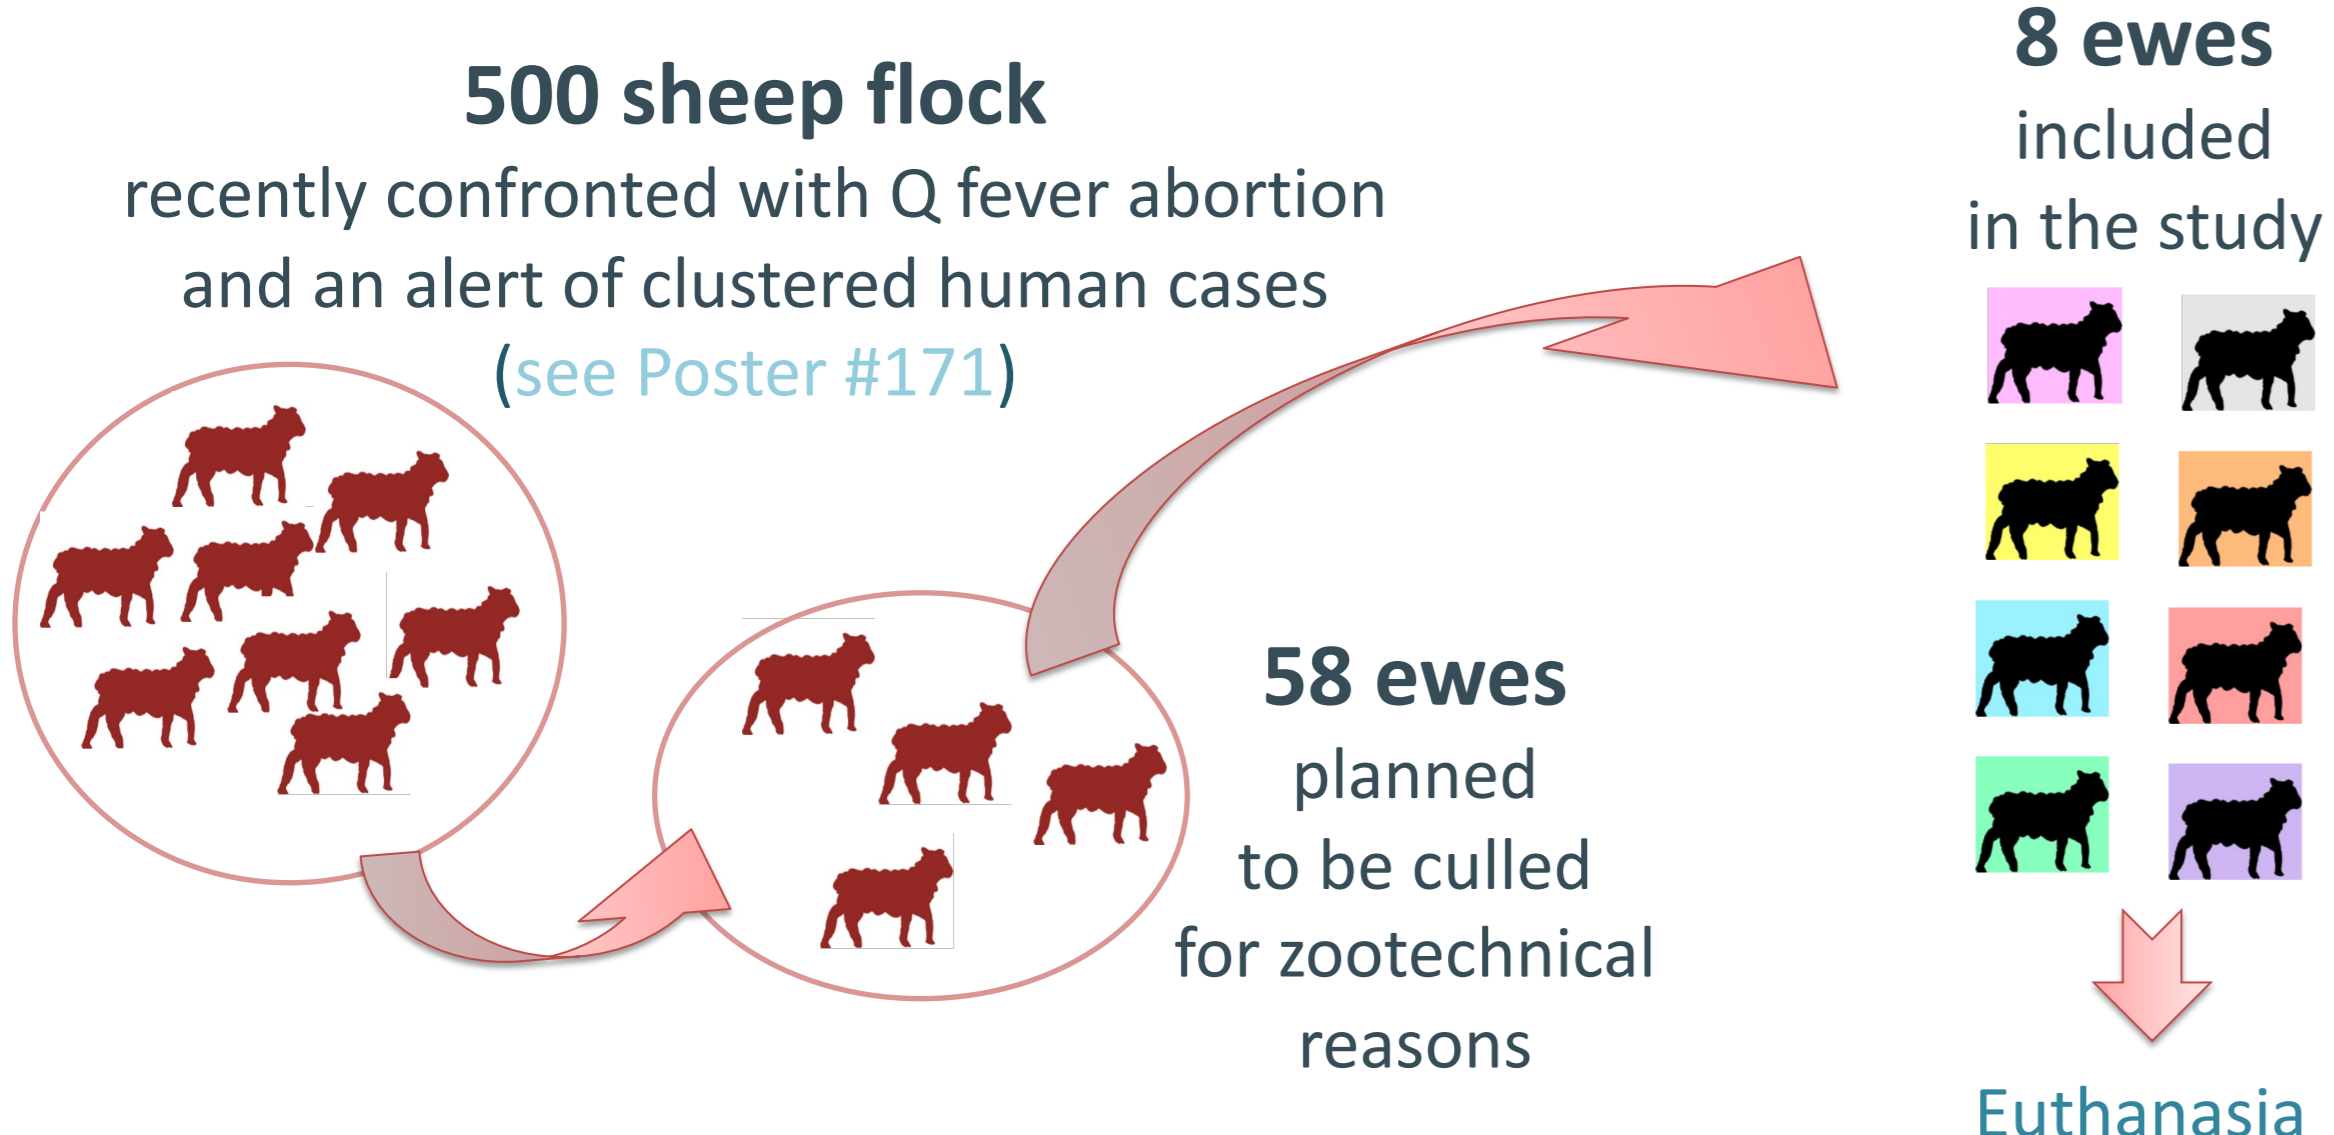 500 sheep flock
recently confronted with Q fever abortion
and an alert of clustered human cases
(see Poster #171)
58 ewes
planned
to be culled
for zootechnical
reasons
8 ewes
included
in the study
Euthanasia